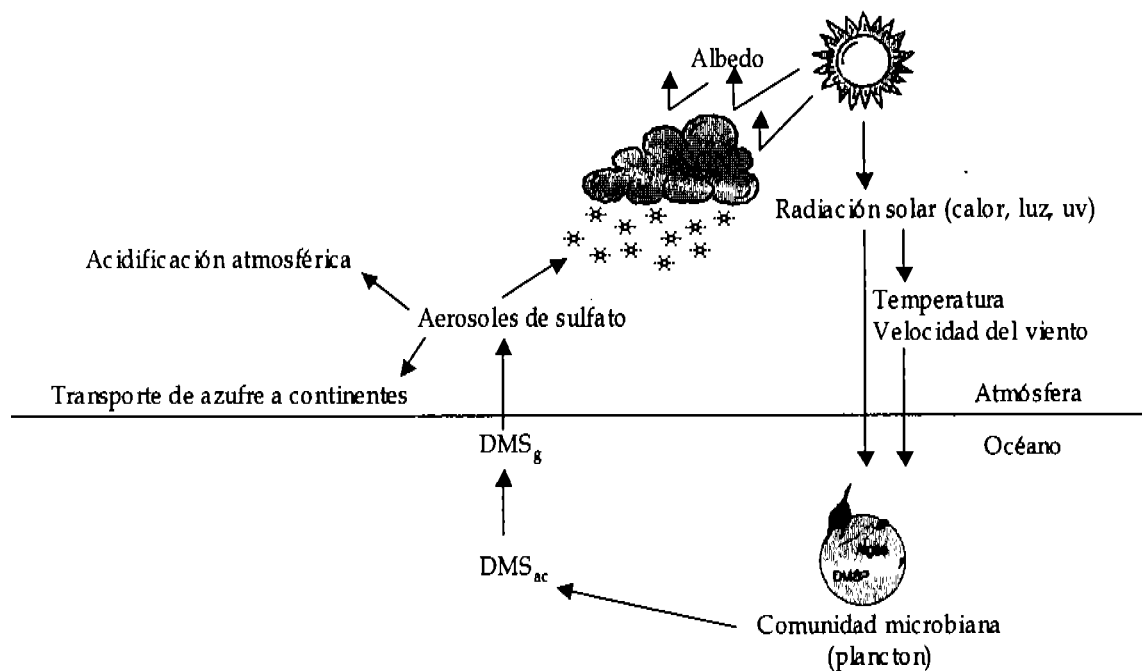 Albedo
Radiación solar (calor, luz, uv)
Acidificación atmosférica
Temperatura
Aerosoles de sulfato
Velocidad del viento
Transporte de azufre a continentes
Atmósfera
DMSg
Océano
DMSac
DMSP
Comunidad microbiana
(plancton)